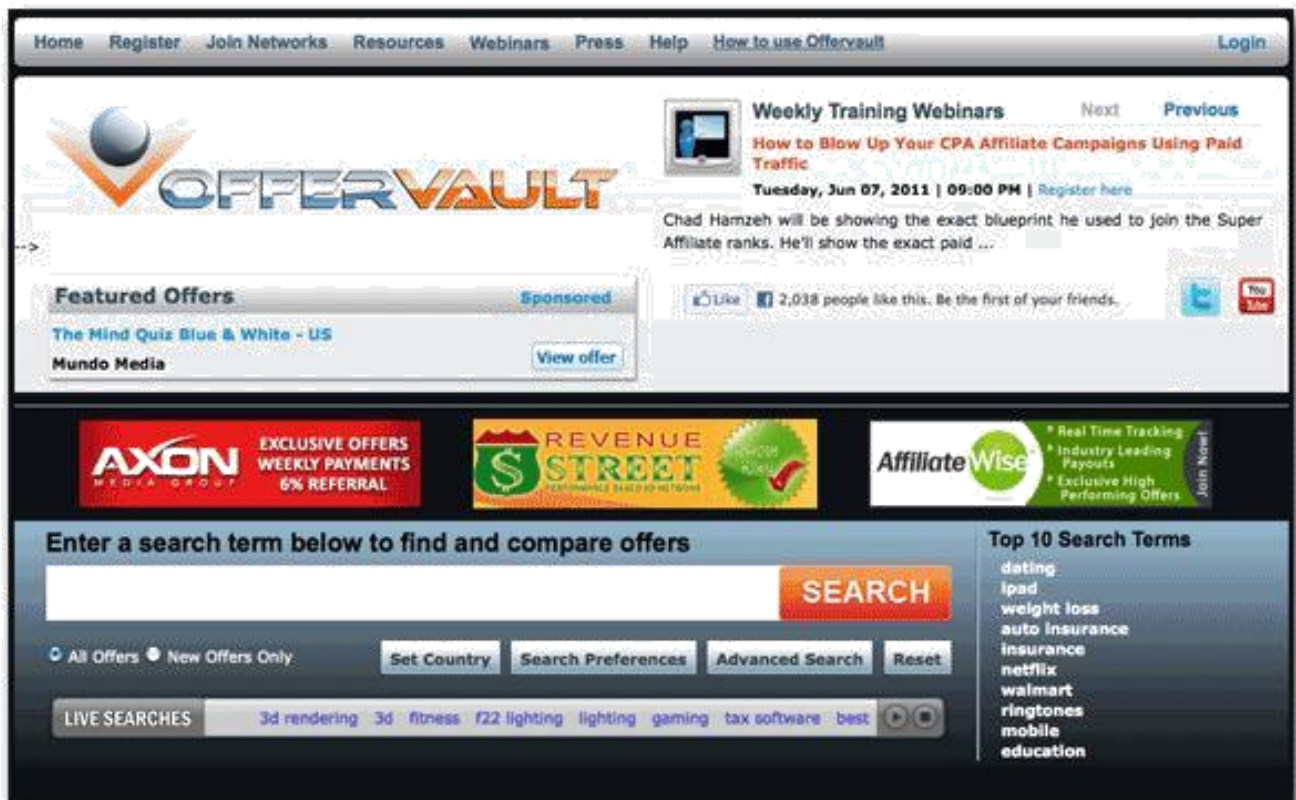 Home Register Join Networks Resources Webinars Press Help How to use Offervault Login
OFFERVAULT
-->
Weekly Training Webinars Next Previous
How to Blow Up Your CPA Affiliate Campaigns Using Paid
Traffic
Tuesday, Jun 07, 2011 | 09:00 PM | Register here
Chad Hamzeh will be showing the exact blueprint he used to join the Super
Affiliate ranks. He'll show the exact paid ...
Featured Offers Sponsored
The Mind Quiz Blue & White - US
Mundo Media
View offer
Like 2,038 people like this. Be the first of your friends.
You
Tube
AXON
MEDIA GROUP
EXCLUSIVE OFFERS
WEEKLY PAYMENTS
6% REFERRAL
REVENUE
STREET
AffiliateWise
* Real Time Tracking
* Industry Leading
Payouts
* Exclusive High
Performing Offers
Join Now!
Enter a search term below to find and compare offers
SEARCH
All Offers New Offers Only
Set Country Search Preferences Advanced Search Reset
LIVE SEARCHES 3d rendering 3d fitness f22 lighting lighting gaming tax software best
Top 10 Search Terms
dating
ipad
weight loss
auto insurance
insurance
netflix
walmart
ringtones
mobile
education